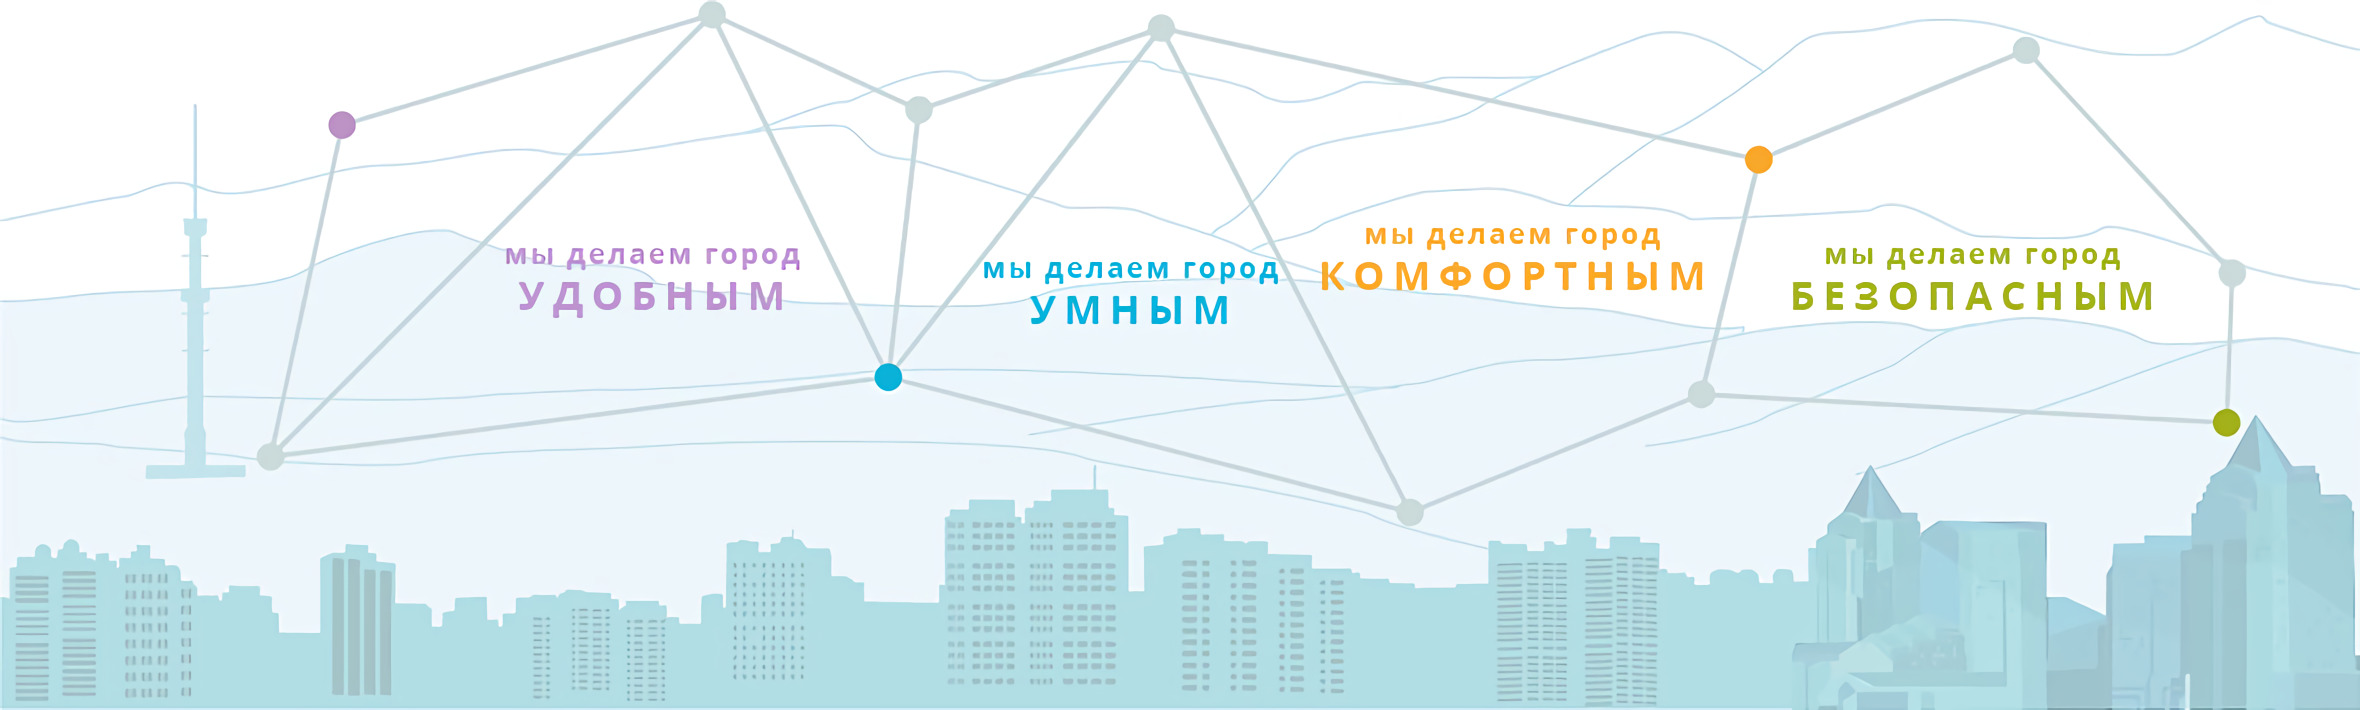 мы делаем город
УДОБНЫМ
мы делаем город
УМНЫМ
мы делаем город
КОМФОРТНЫМ
мы делаем город
БЕЗОПАСНЫМ